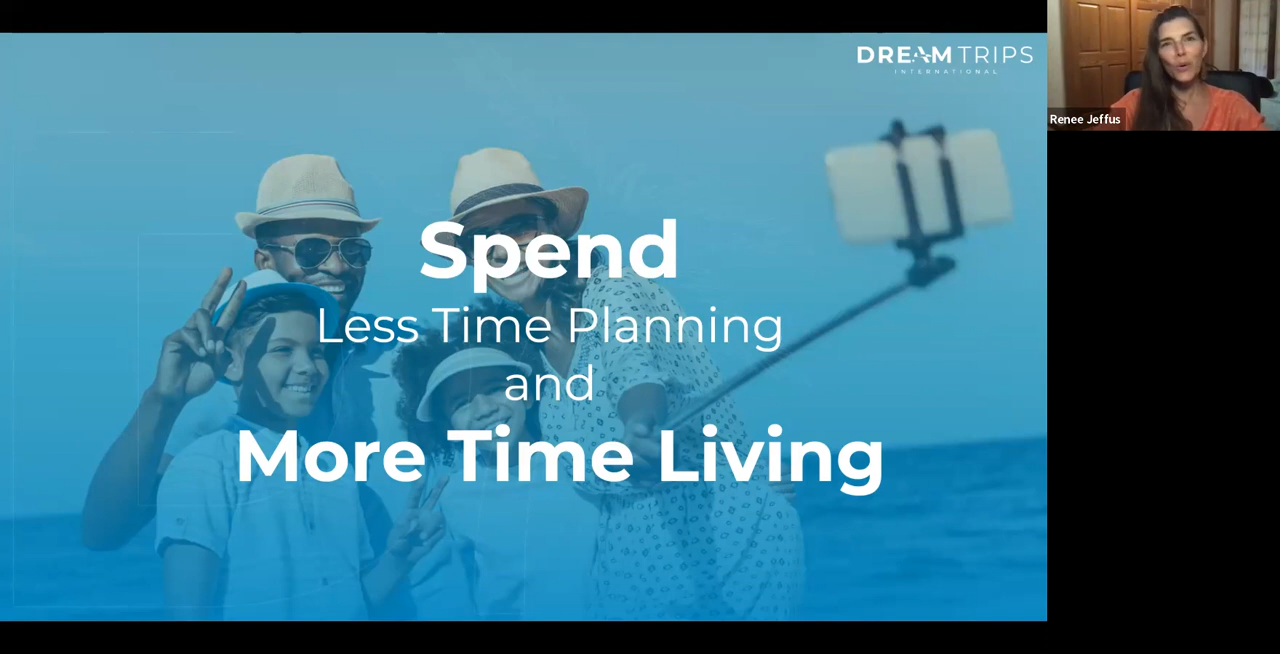 DREAM TRIPS
INTERNATIONAL
Renee Jeffus
Spend
Less Time Planning
and
More Time Living